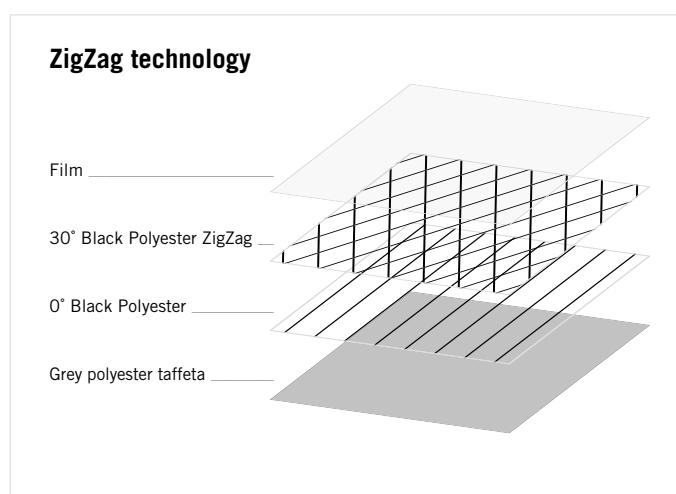 ZigZag technology
Film
30˚ Black Polyester ZigZag
0˚ Black Polyester
Grey polyester taffeta